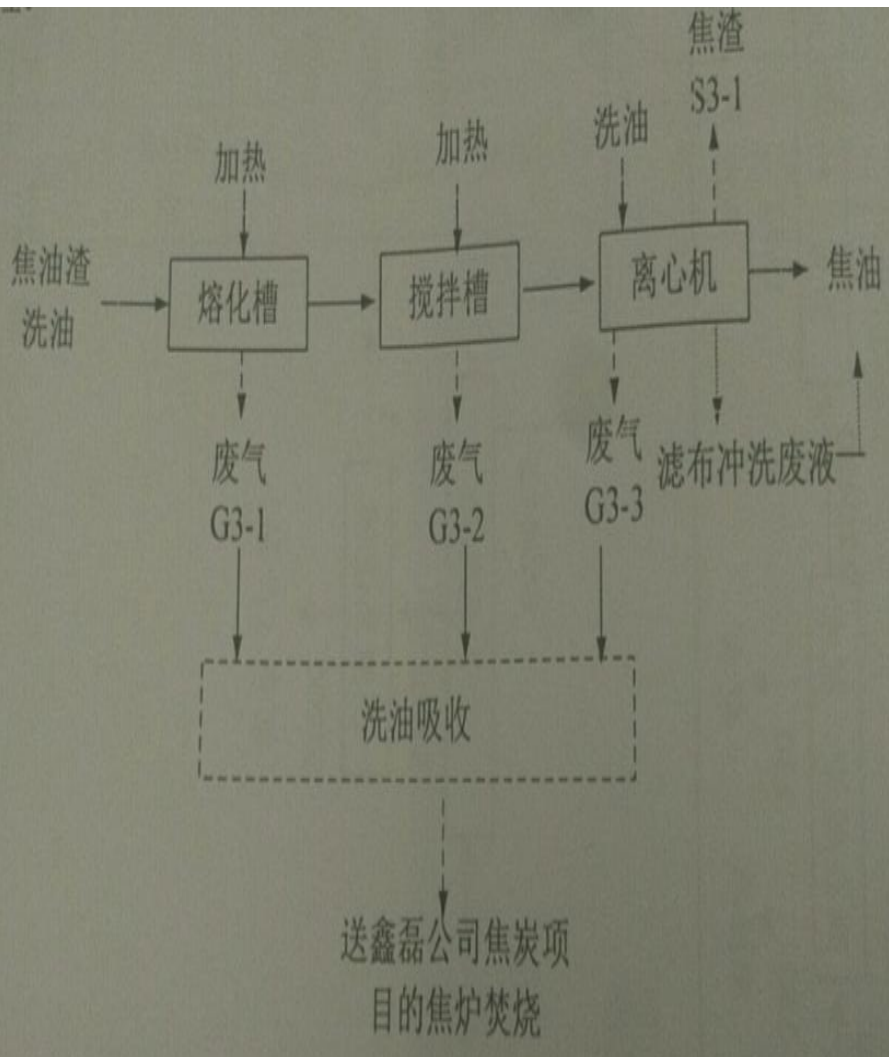 焦渣
S3-1
加热
加热
洗油
焦油渣
洗油
熔化槽
搅拌槽
离心机
焦油
废气
G3-1
废气
G3-2
废气
G3-3
滤布冲洗废液
洗油吸收
送鑫磊公司焦炭项
目的焦炉焚烧